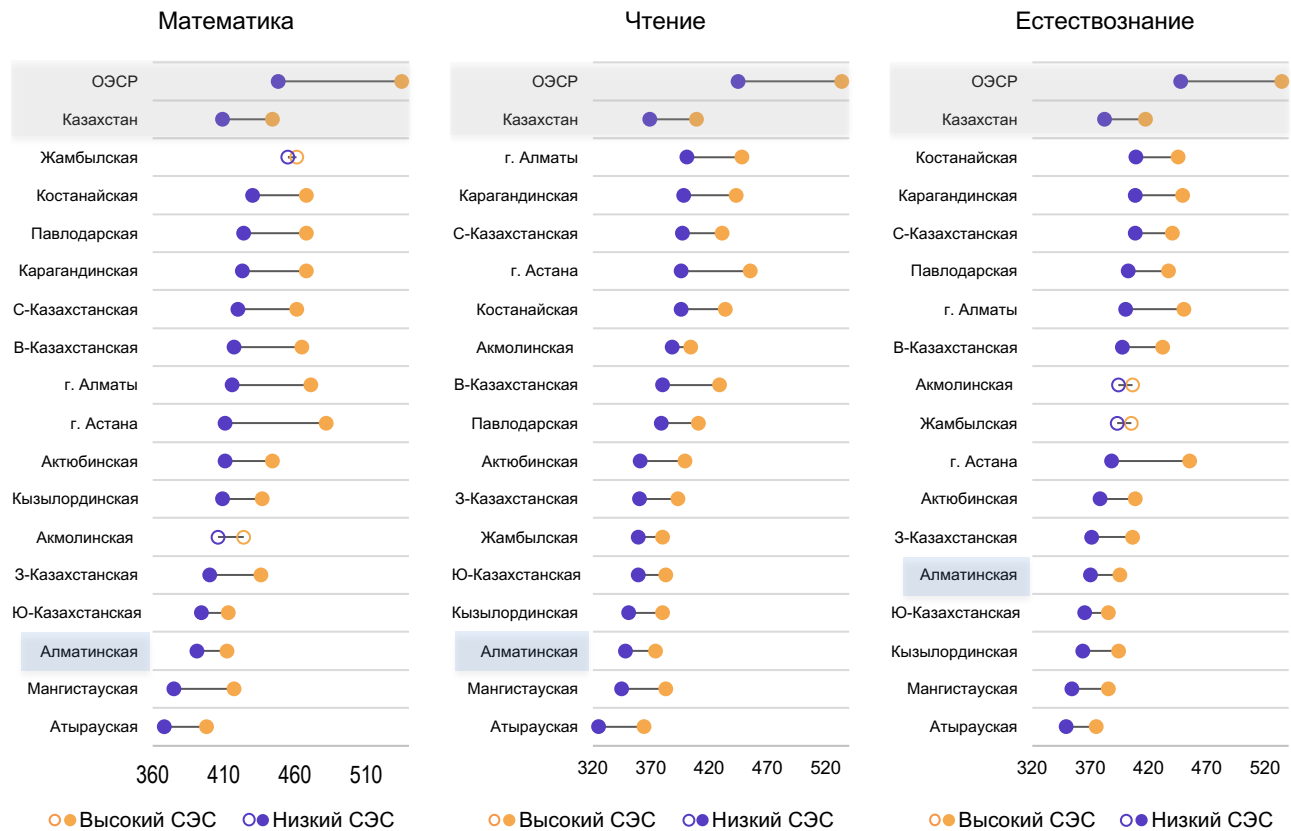 Математика
ОЭСР
Казахстан
Жамбылская
Костанайская
Павлодарская
Карагандинская
С-Казахстанская
В-Казахстанская
г. Алматы
г. Астана
Актюбинская
Кызылординская
Акмолинская
З-Казахстанская
Ю-Казахстанская
Алматинская
Мангистауская
Атырауская
360 410 460 510
Высокий СЭС Низкий СЭС
Чтение
ОЭСР
Казахстан
г. Алматы
Карагандинская
С-Казахстанская
г. Астана
Костанайская
Акмолинская
В-Казахстанская
Павлодарская
Актюбинская
З-Казахстанская
Жамбылская
Ю-Казахстанская
Кызылординская
Алматинская
Мангистауская
Атырауская
320 370 420 470 520
Высокий СЭС Низкий СЭС
Естествознание
ОЭСР
Казахстан
Костанайская
Карагандинская
С-Казахстанская
Павлодарская
г. Алматы
В-Казахстанская
Акмолинская
Жамбылская
г. Астана
Актюбинская
З-Казахстанская
Алматинская
Ю-Казахстанская
Кызылординская
Мангистауская
Атырауская
320 370 420 470 520
Высокий СЭС Низкий СЭС